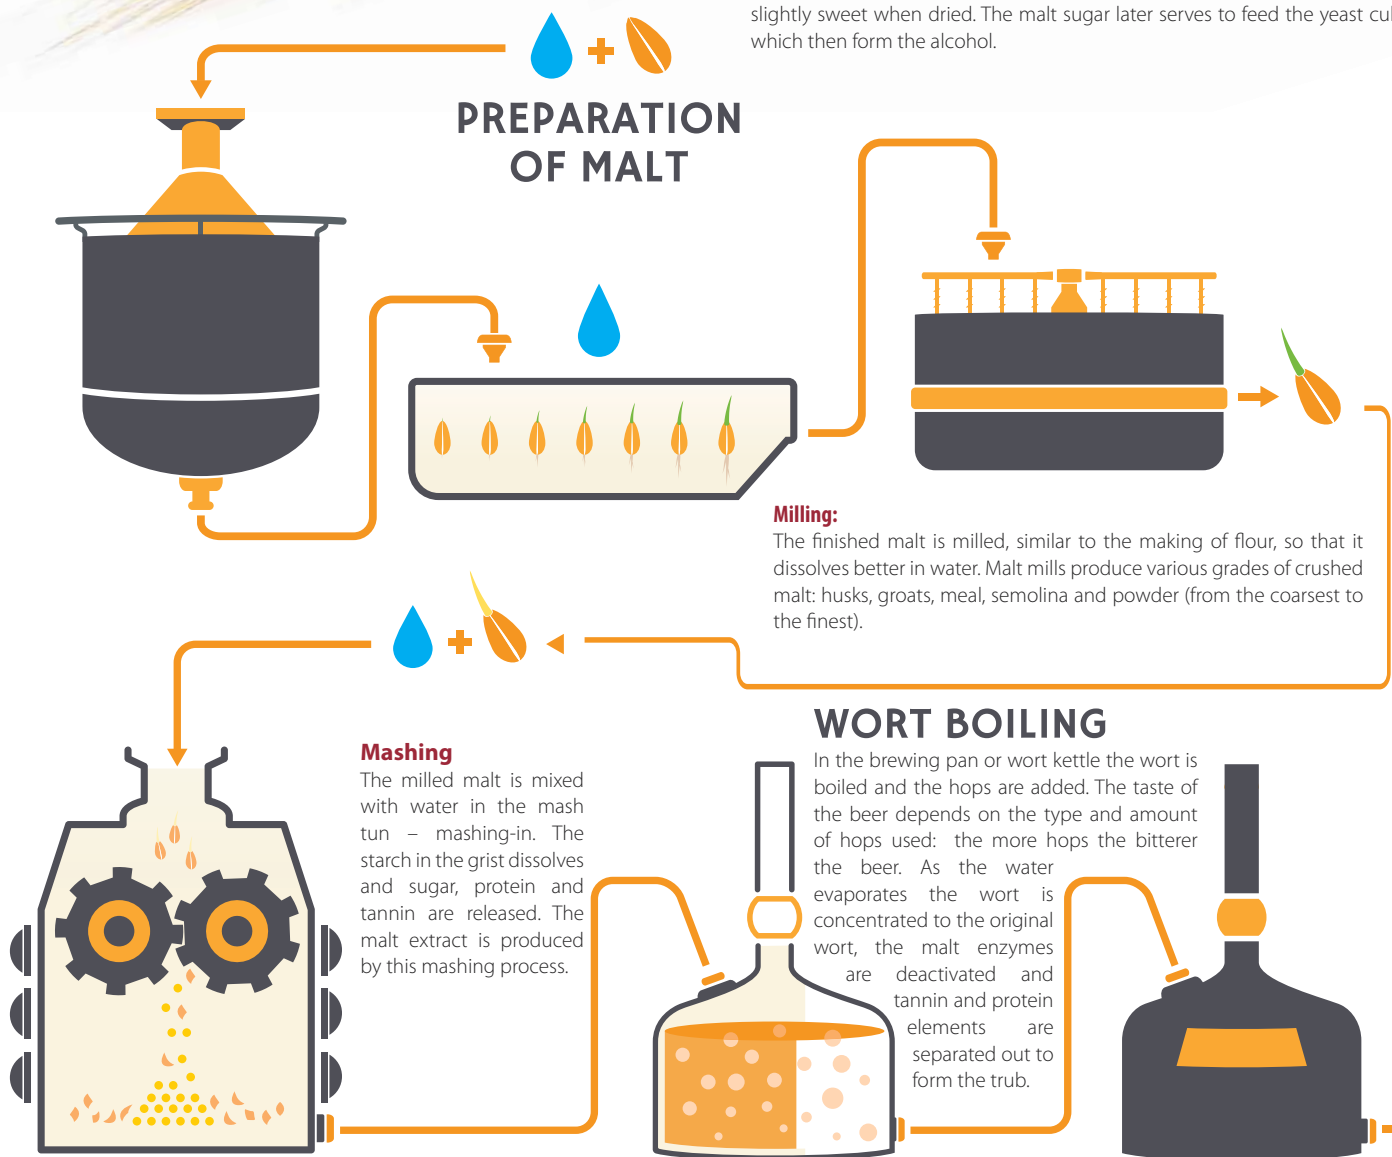 slightly sweet when dried. The malt sugar later serves to feed the yeast
which then form the alcohol.
PREPARATION
OF MALT
Milling:
The finished malt is milled, similar to the making of flour, so that it
dissolves better in water. Malt mills produce various grades of crushed
malt: husks, groats, meal, semolina and powder (from the coarsest to
the finest).
Mashing
The milled malt is mixed
with water in the mash
tun – mashing-in. The
starch in the grist dissolves
and sugar, protein and
tannin are released. The
malt extract is produced
by this mashing process.
WORT BOILING
In the brewing pan or wort kettle the wort is
boiled and the hops are added. The taste of
the beer depends on the type and amount
of hops used: the more hops the bitterer
the beer. As the water
evaporates the wort is
concentrated to the original
wort, the malt enzymes
are deactivated and
tannin and protein
elements are
separated out to
form the trub.